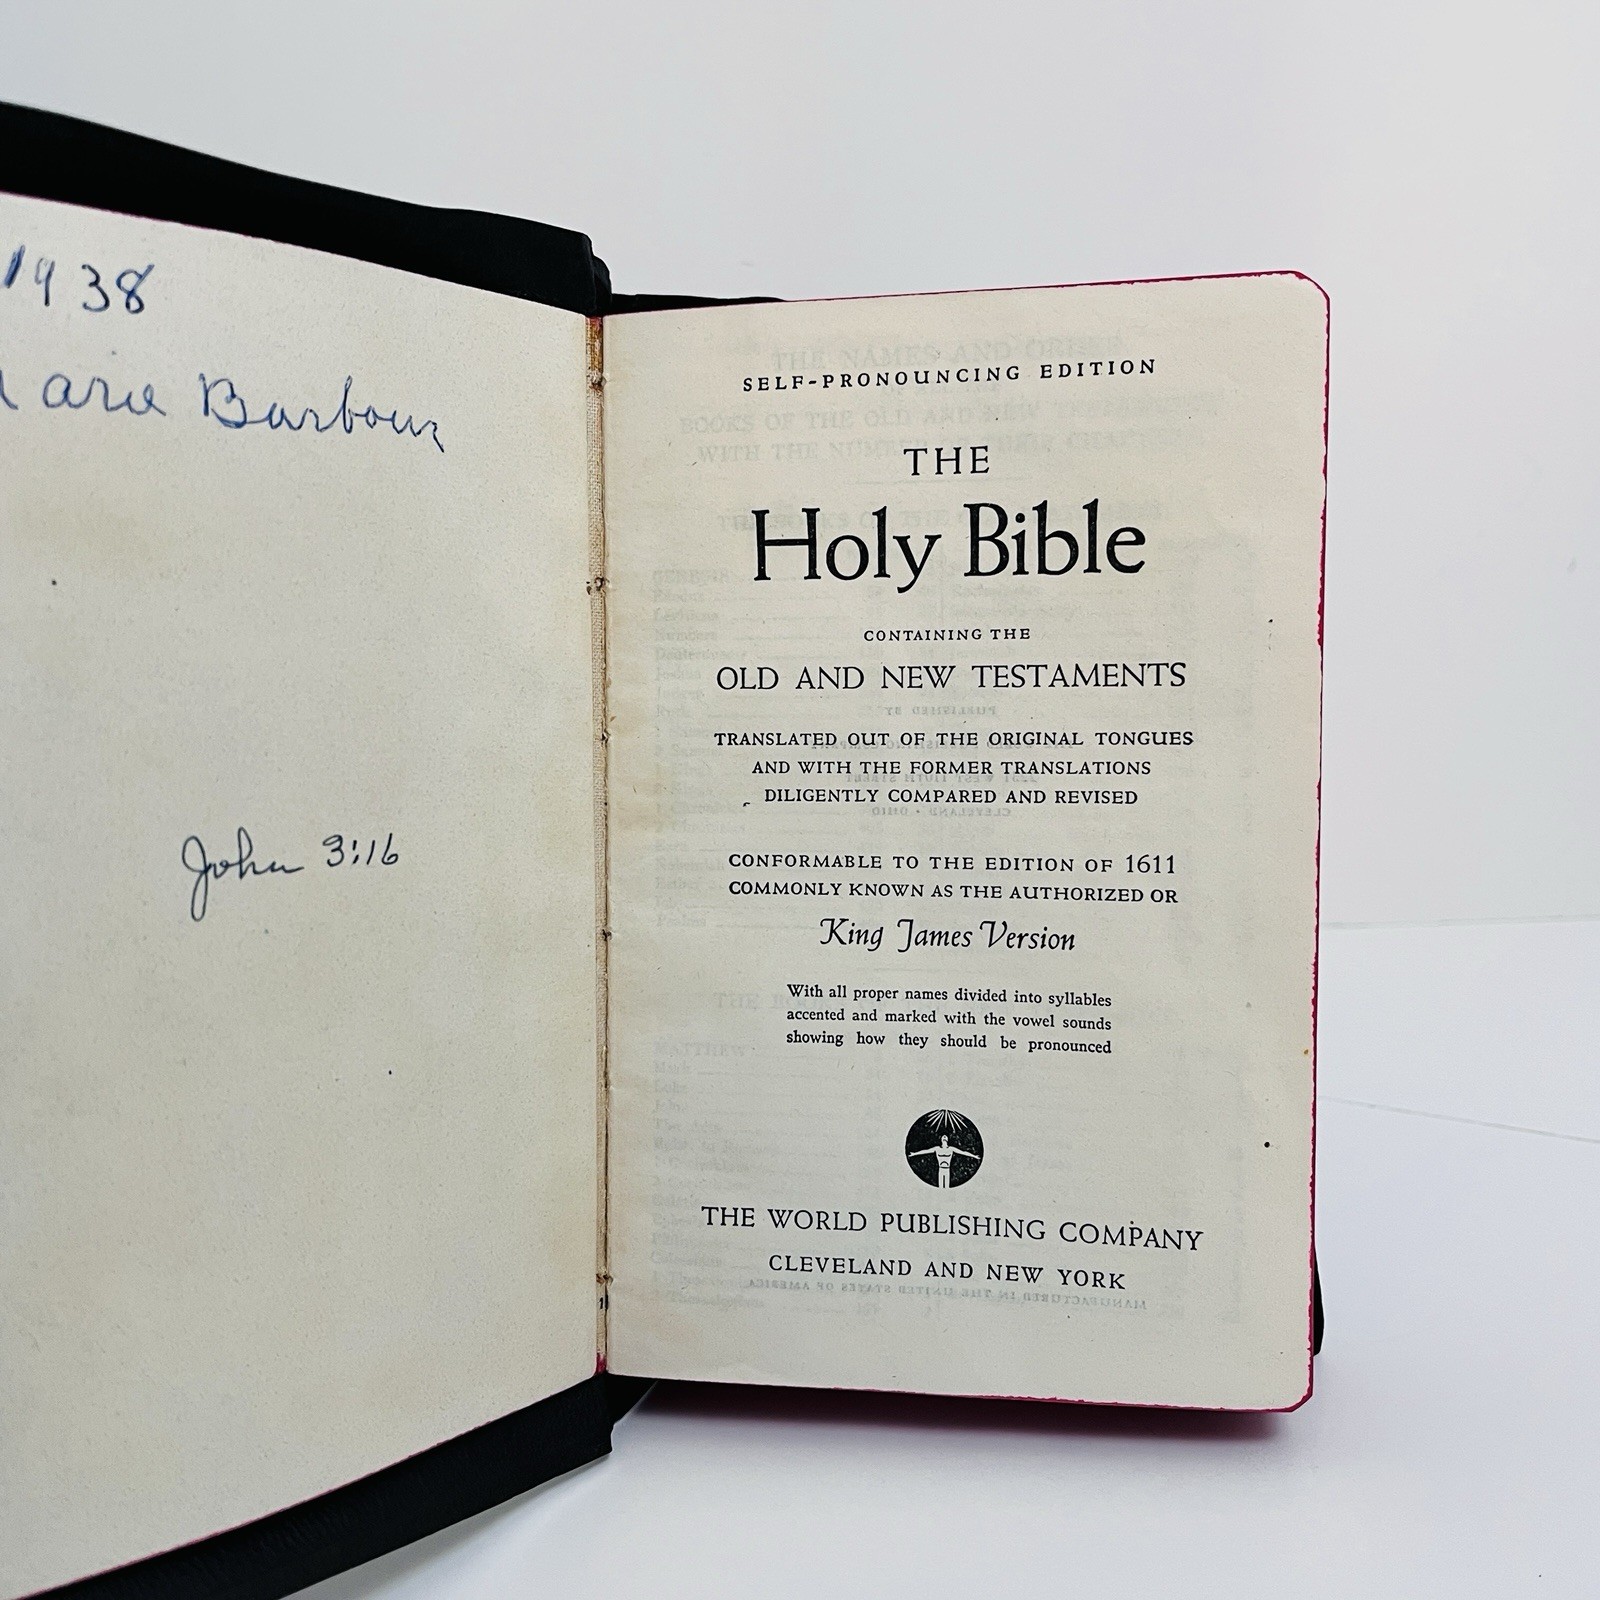 1938
Barbour
John 3:16
SELF-PRONOUNCING EDITION
THE
Holy Bible
CONTAINING THE
OLD AND NEW TESTAMENTS
TRANSLATED OUT OF THE ORIGINAL TONGUES
AND WITH THE FORMER TRANSLATIONS
DILIGENTLY COMPARED AND REVISED
CONFORMABLE TO THE EDITION OF 1611
COMMONLY KNOWN AS THE AUTHORIZED OR
King James Version
With all proper names divided into syllables
accented and marked with the vowel sounds
showing how they should be pronounced
THE WORLD PUBLISHING COMPANY
CLEVELAND AND NEW YORK